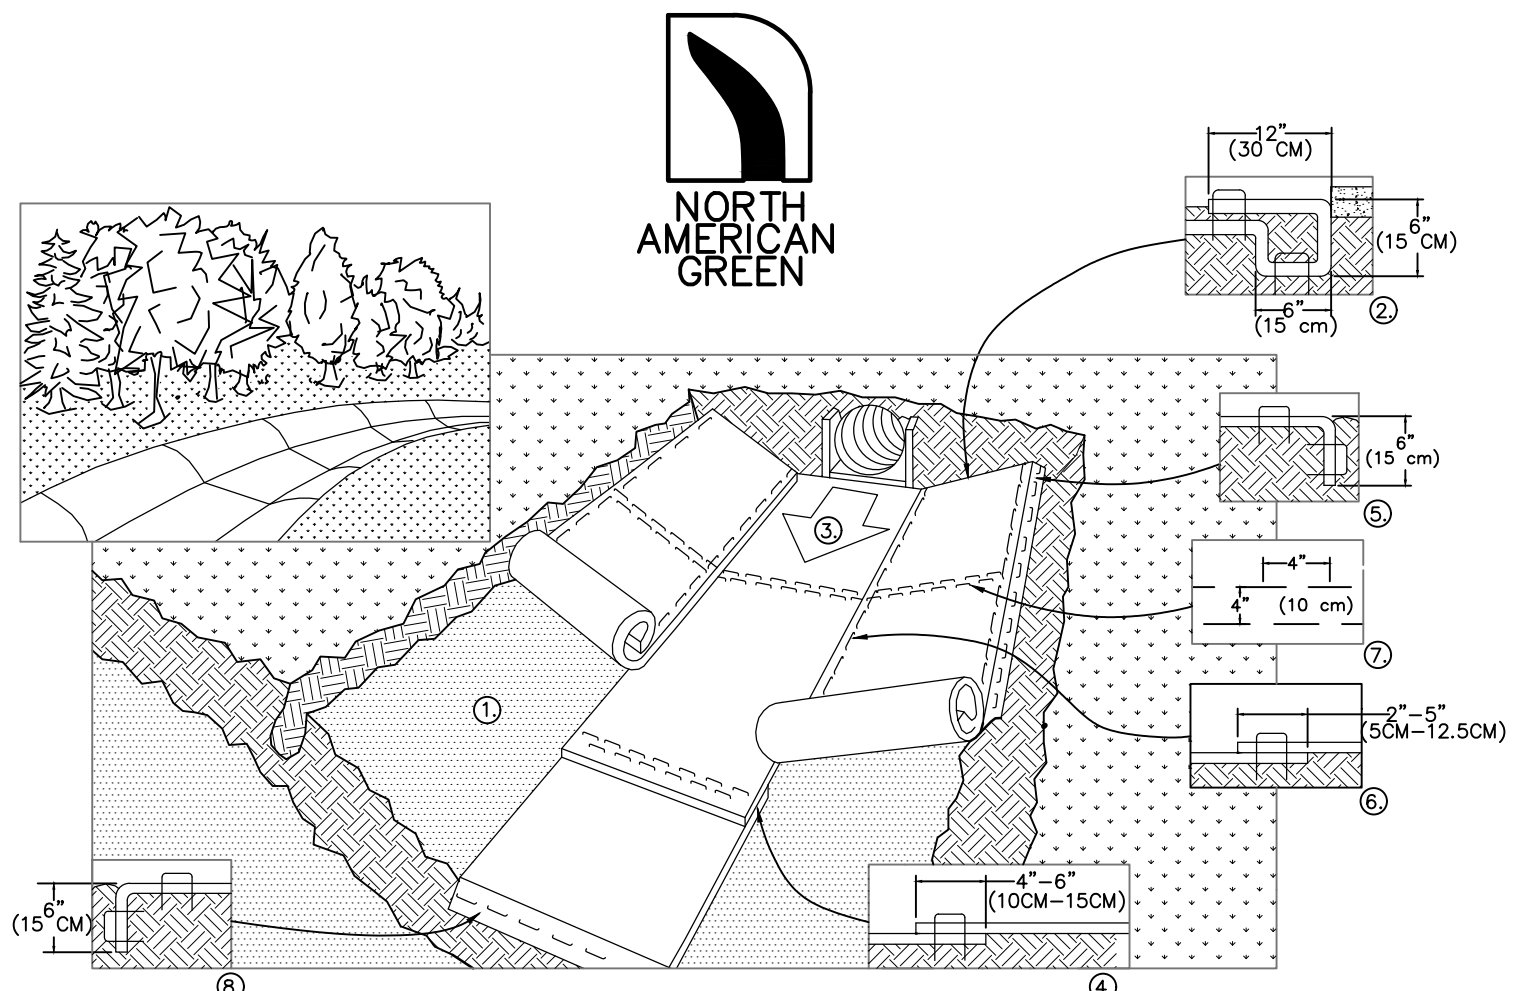 NORTH
AMERICAN
GREEN
12"
(30 CM)
6"
(15 CM)
6"
(15 cm)
2.
6"
(15 cm)
5.
3.
4"
4"
(10 cm)
7.
1.
2"-5"
(5CM-12.5CM)
6.
4"-6"
(10CM-15CM)
4.
6"
(15 CM)
8.